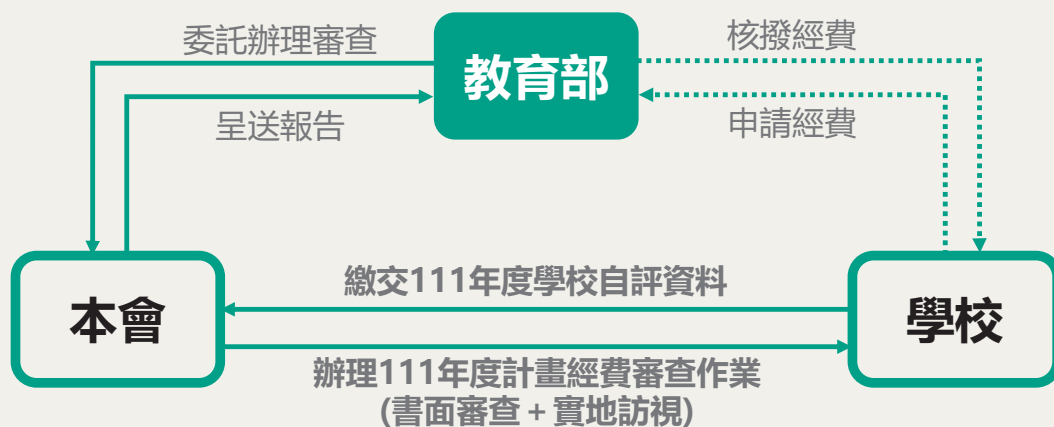 委託辦理審查
教育部
核撥經費
呈送報告
申請經費
本會
繳交111年度學校自評資料
學校
辦理111年度計畫經費審查作業
(書面審查 + 實地訪視)